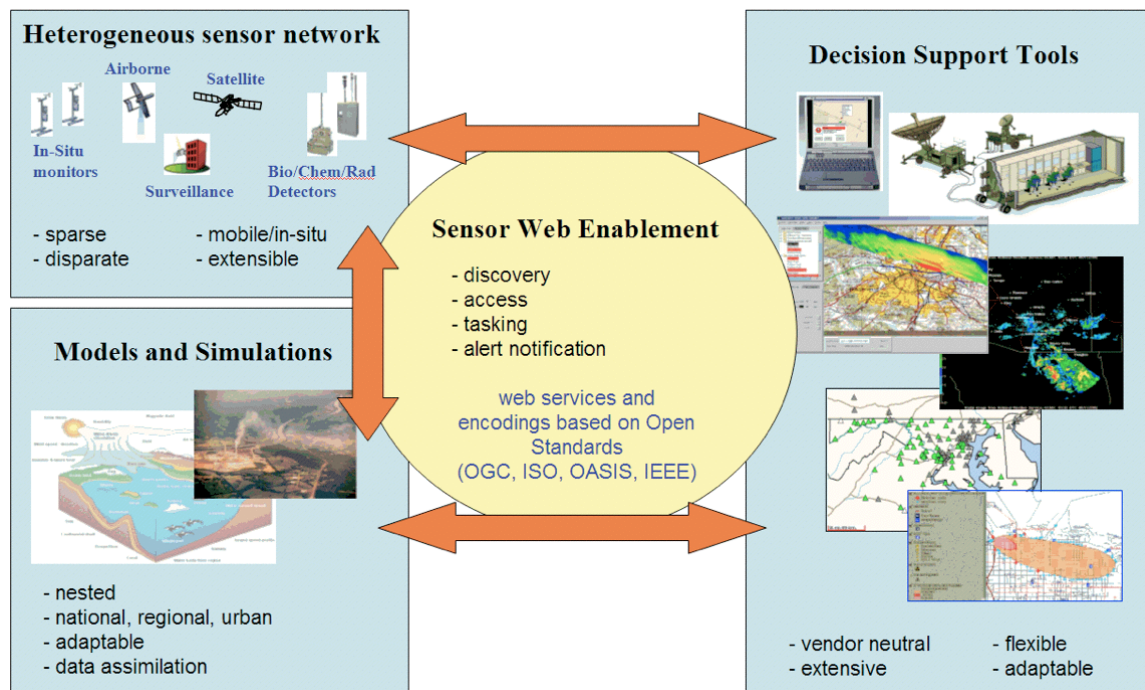 Heterogeneous sensor network
Airborne
Satellite
In-Situ
monitors
Surveillance
Bio/Chem/Rad
Detectors
- sparse
- mobile/in-situ
- disparate
- extensible
Models and Simulations
- nested
- national, regional, urban
- adaptable
- data assimilation
Sensor Web Enablement
- discovery
- access
- tasking
- alert notification
web services and
encodings based on Open
Standards
(OGC, ISO, OASIS, IEEE)
Decision Support Tools
- vendor neutral
- flexible
- extensive
- adaptable